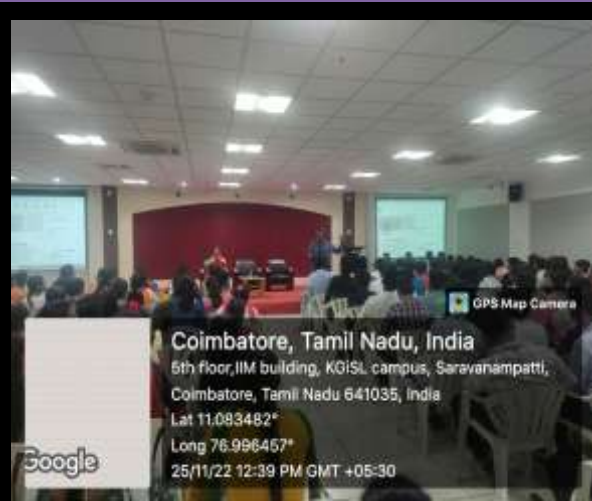 GPS Map Camera
Coimbatore, Tamil Nadu, India
5th floor,IIM building, KGiSL campus, Saravanampatti,
Coimbatore, Tamil Nadu 641035, India
Lat 11.083482°
Long 76.996457°
25/11/22 12:39 PM GMT +05:30
Google